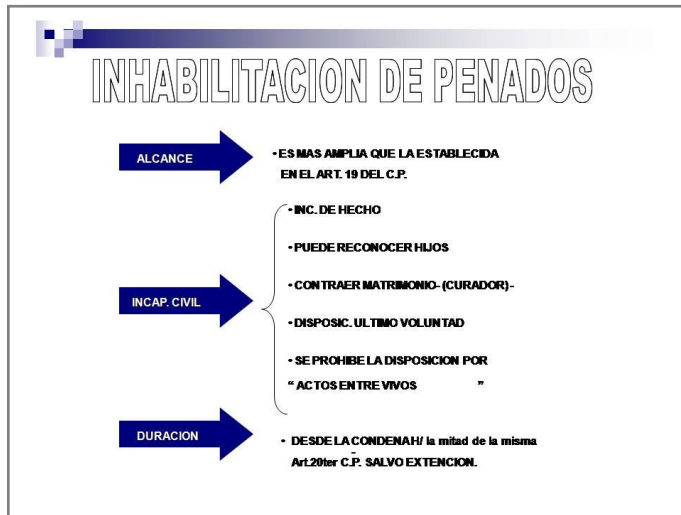 INHABILITACION DE PENADOS
ALCANCE
• ES MAS AMPLIA QUE LA ESTABLECIDA
EN EL ART. 19 DEL C.P.
INCAP. CIVIL
• INC. DE HECHO
• PUEDE RECONOCER HIJOS
• CONTRAER MATRIMONIO- (CURADOR)-
• DISPOSIC. ULTIMO VOLUNTAD
• SE PROHIBE LA DISPOSICION POR
“ ACTOS ENTRE VIVOS ”
DURACION
• DESDE LA CONDENA H/ la mitad de la misma
Art.20ter C.P. SALVO EXTENCION.